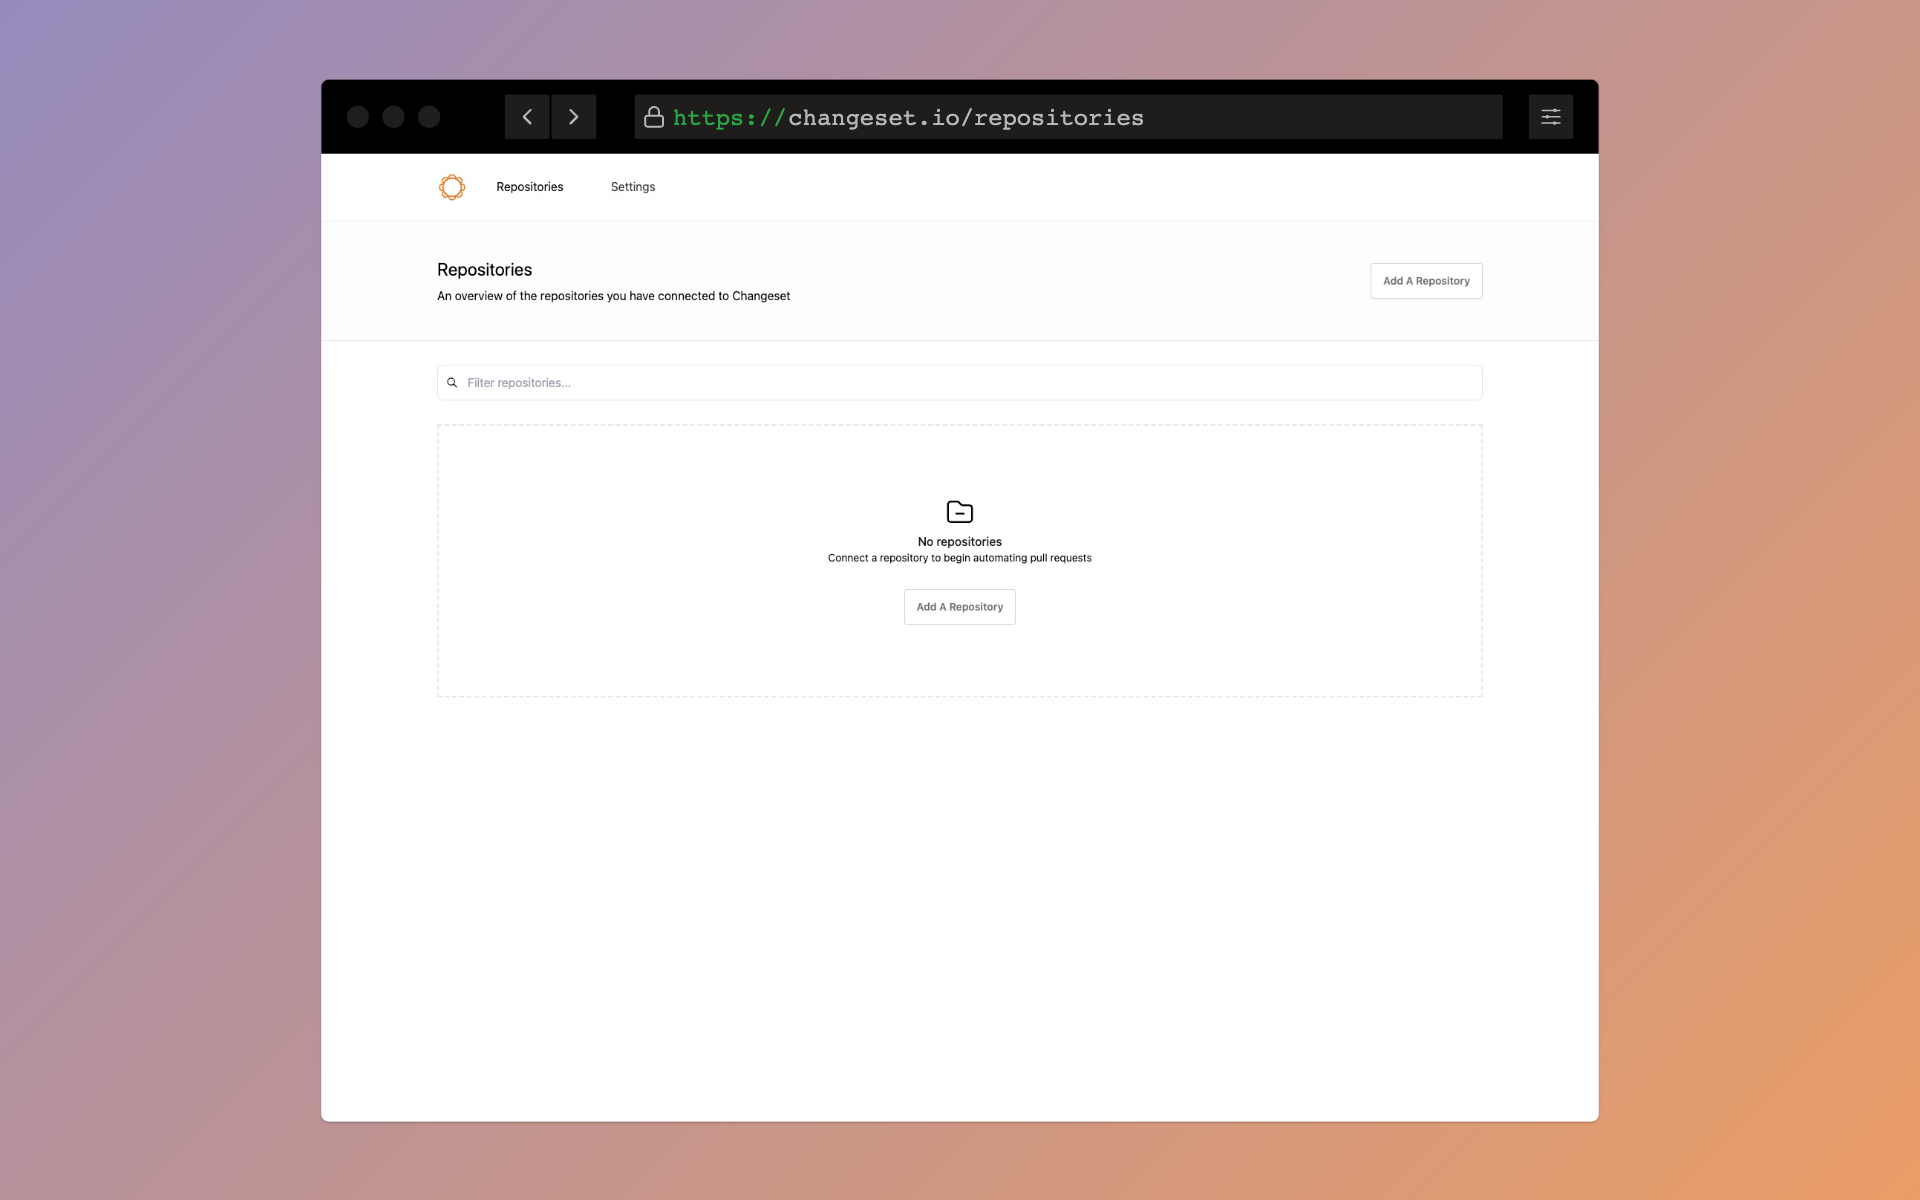 https://changeset.io/repositories
Repositories
Settings
Repositories
An overview of the repositories you have connected to Changeset
Add A Repository
Filter repositories...
No repositories
Connect a repository to begin automating pull requests
Add A Repository